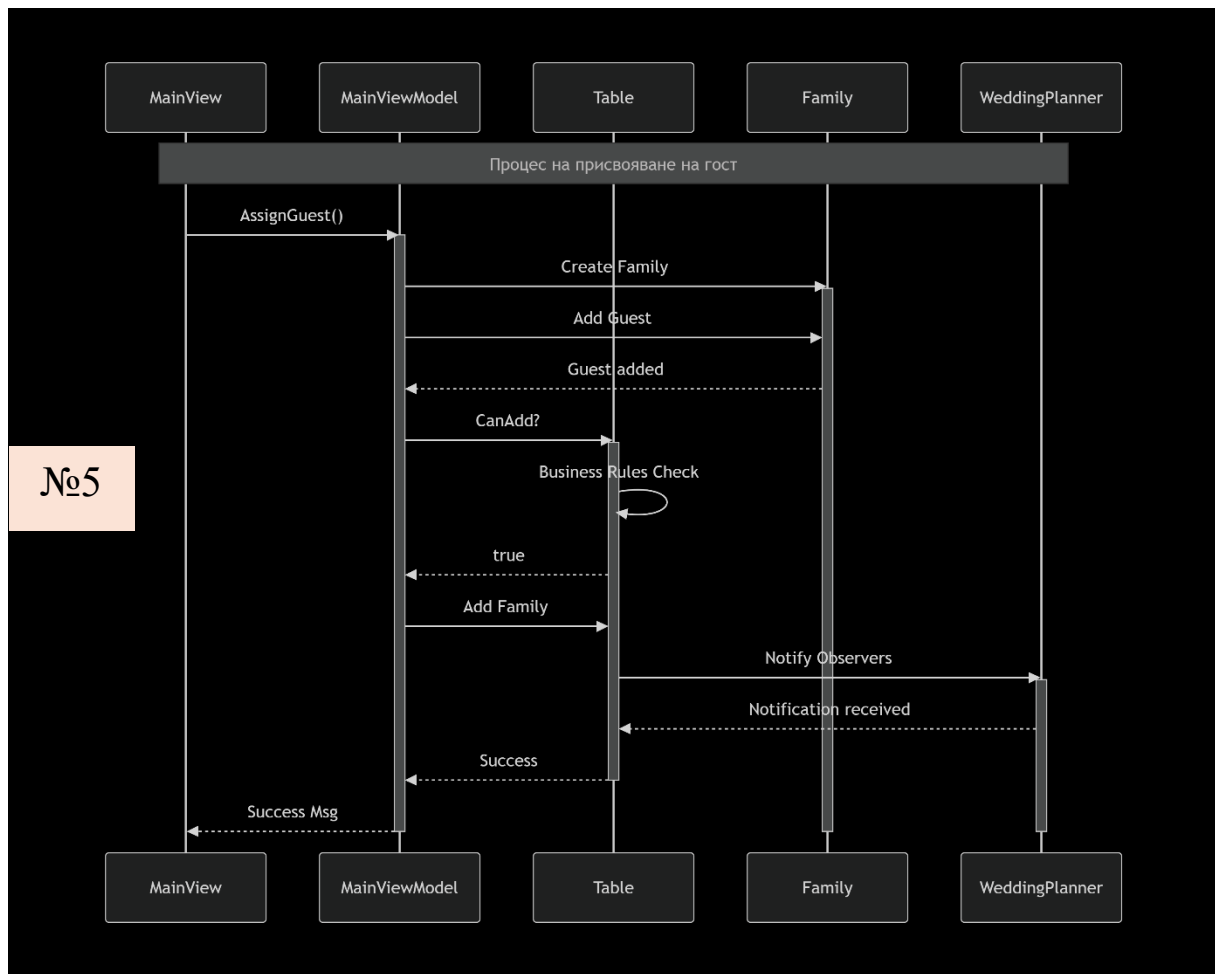 MainView
MainViewModel
Table
Family
WeddingPlanner
Процес на присвояване на гост
AssignGuest()
Create Family
Add Guest
Guest added
CanAdd?
№5
Business Rules Check
true
Add Family
Notify Observers
Notification received
Success
Success Msg
MainView
MainViewModel
Table
Family
WeddingPlanner